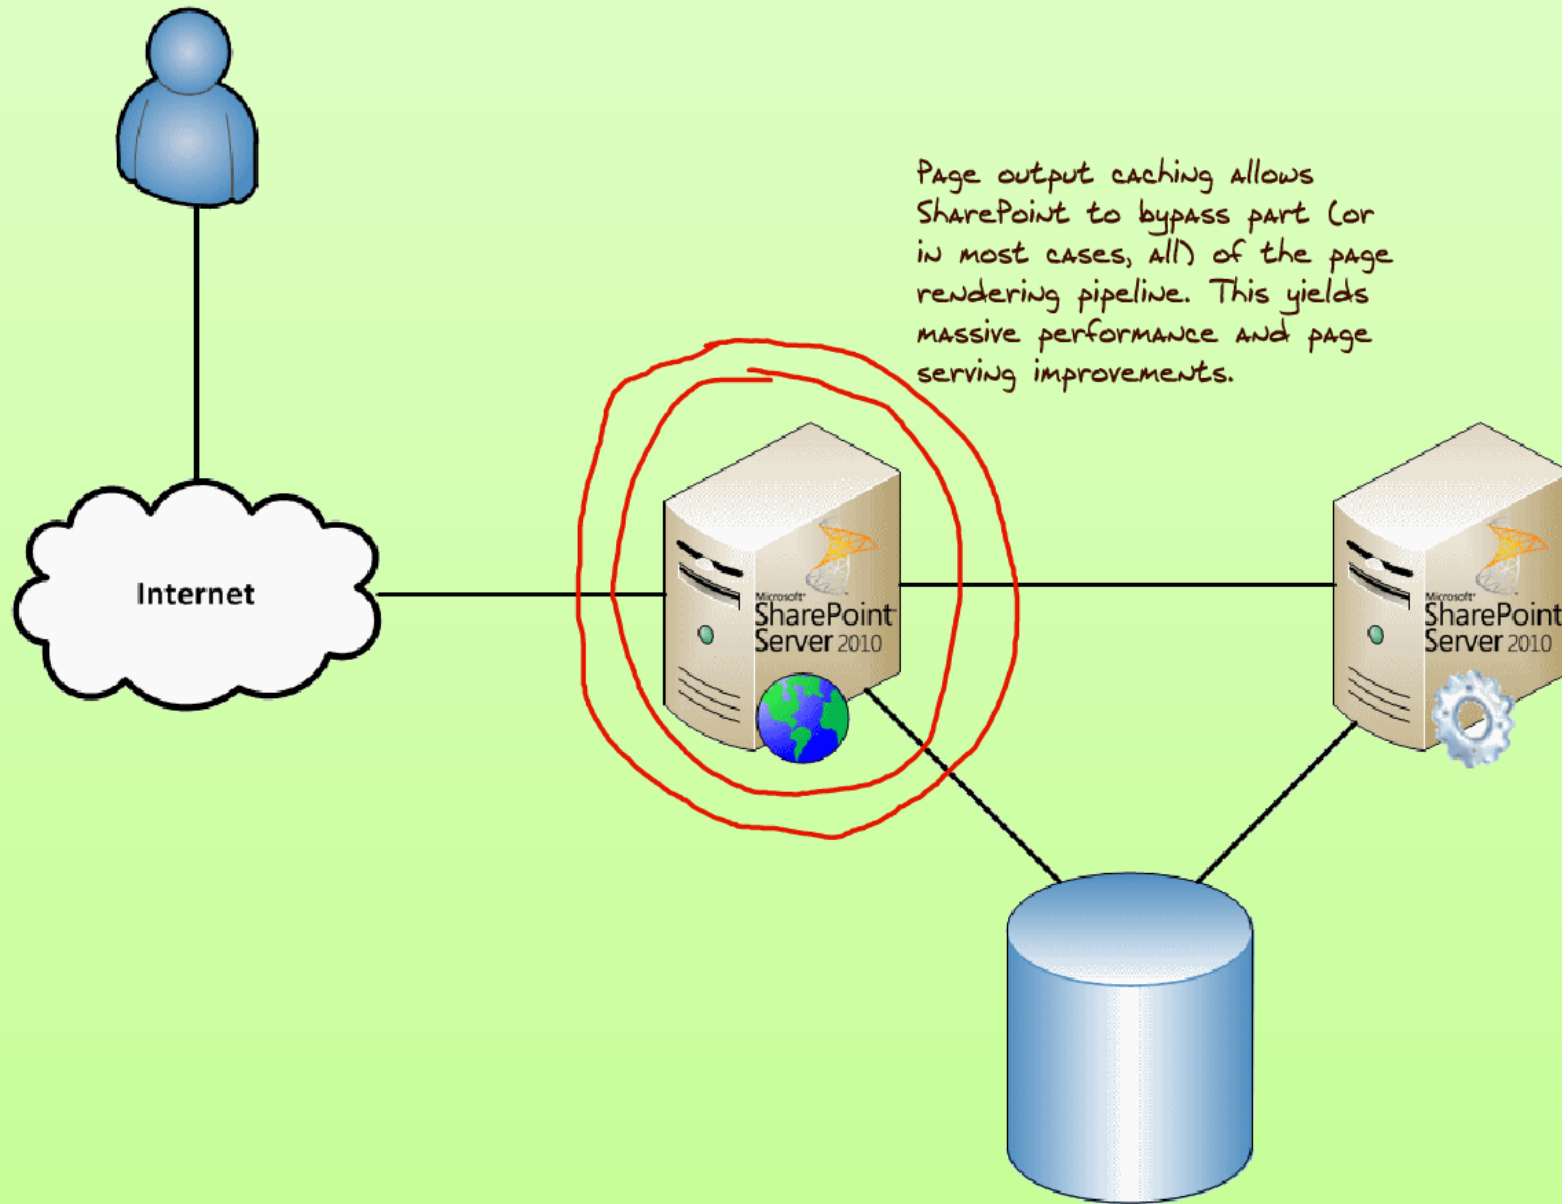 Page output caching allows
SharePoint to bypass part (or
in most cases, all) of the page
rendering pipeline. This yields
massive performance and page
serving improvements.
Internet
Microsoft
SharePoint
Server 2010
Microsoft
SharePoint
Server 2010